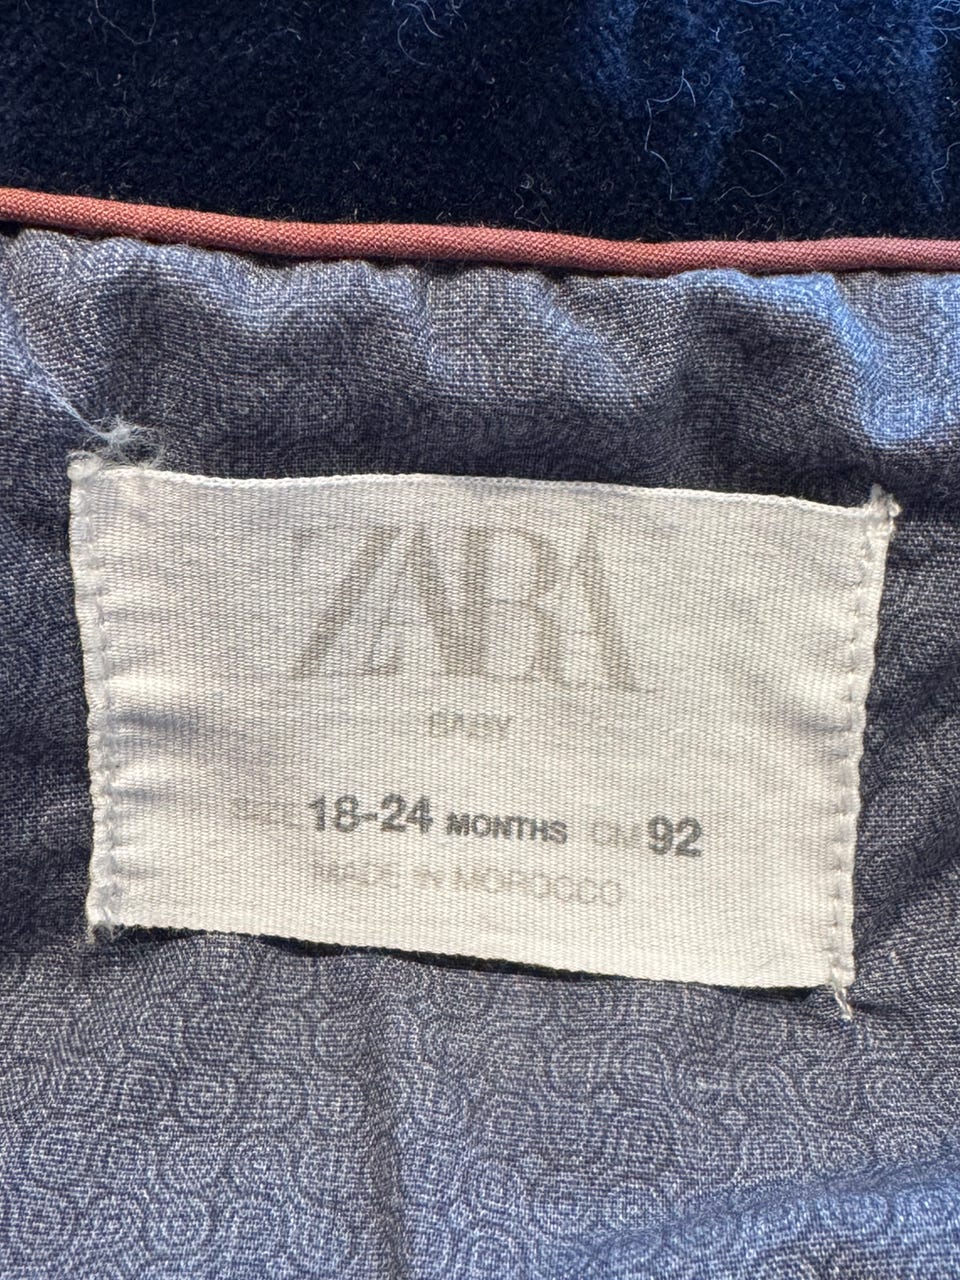 ZARA
BABY
SIZE 18-24 MONTHS CM 92
MADE IN MOROCCO